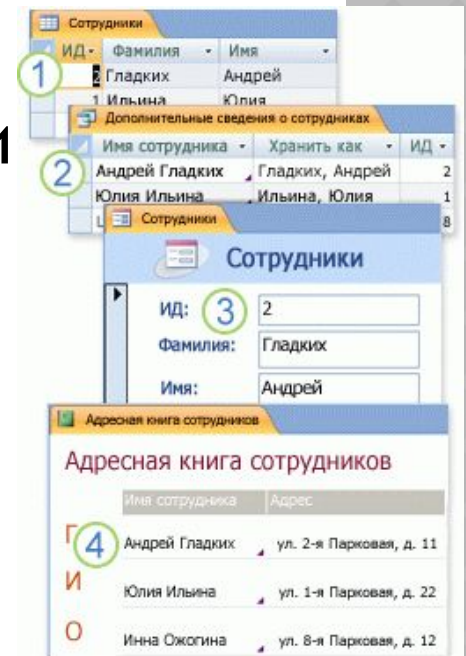 Сотрудники
ИД Фамилия Имя
1
2 Гладких Андрей
1 Ильина Юлия
Дополнительные сведения о сотрудниках
Имя сотрудника Хранить как ИД
2
Андрей Гладких Гладких, Андрей 2
Юлия Ильина Ильина, Юлия 1
8
Сотрудники
Сотрудники
ИД: 3 2
Фамилия: Гладких
Имя: Андрей
Адресная книга сотрудников
Адресная книга сотрудников
Имя сотрудника Адрес
Г
4 Андрей Гладких ул. 2-я Парковая, д. 11
И
Юлия Ильина ул. 1-я Парковая, д. 22
О
Инна Ожогина ул. 8-я Парковая, д. 12